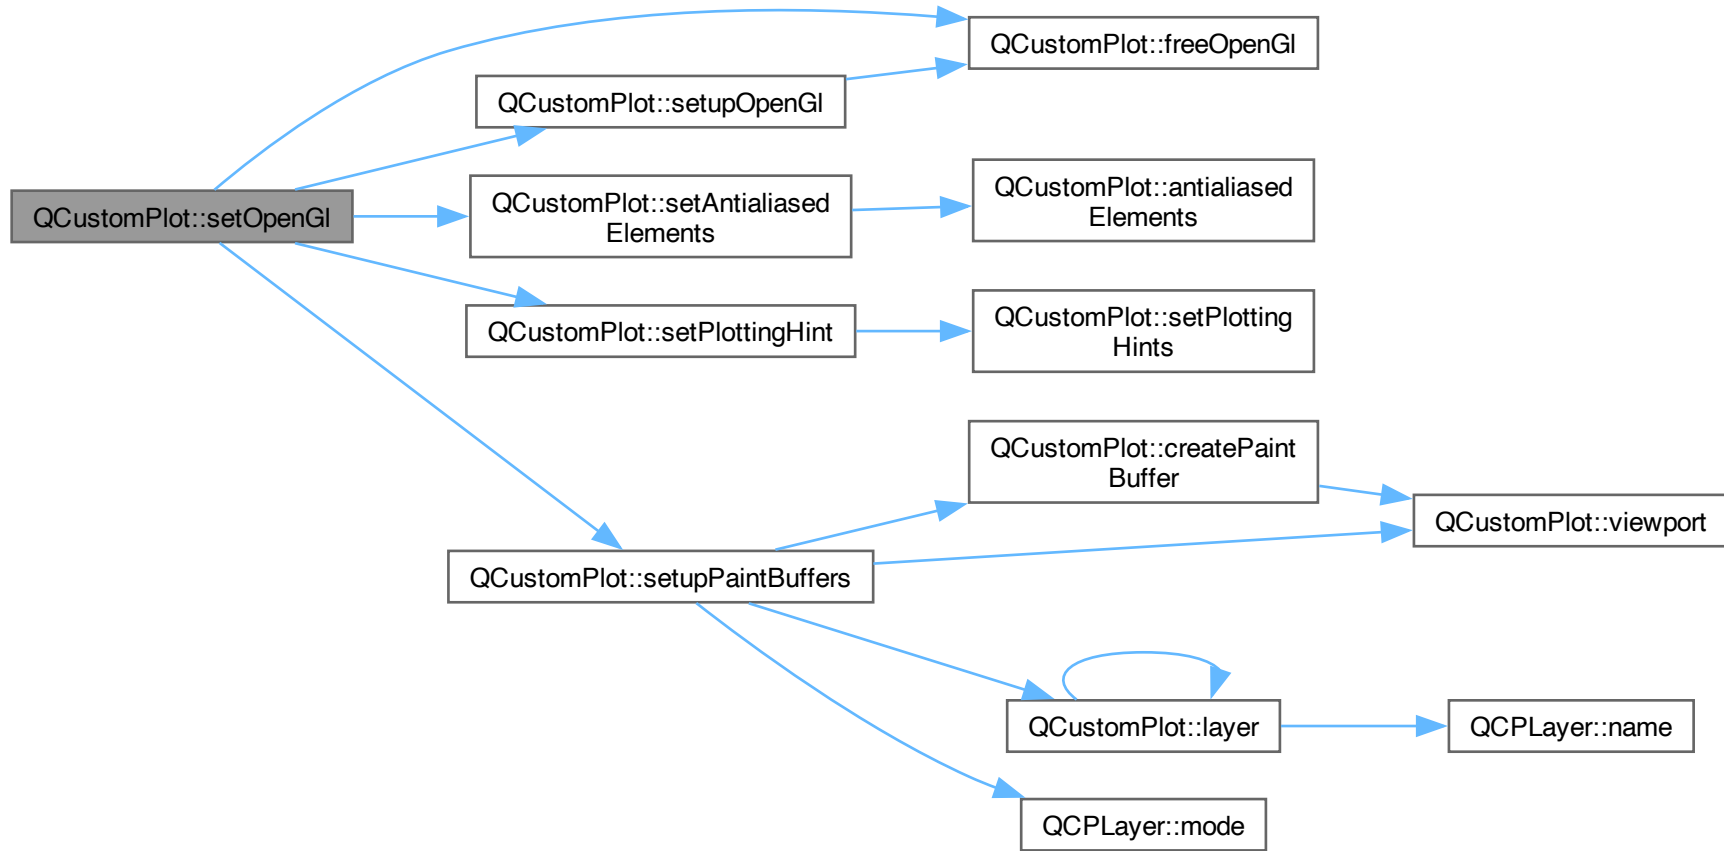 QCustomPlot::setOpenGl
QCustomPlot::freeOpenGl
QCustomPlot::setupOpenGl
QCustomPlot::setAntialiased
Elements
QCustomPlot::antialiased
Elements
QCustomPlot::setPlottingHint
QCustomPlot::setPlotting
Hints
QCustomPlot::setupPaintBuffers
QCustomPlot::createPaint
Buffer
QCustomPlot::viewport
QCustomPlot::layer
QCPLayer::name
QCPLayer::mode